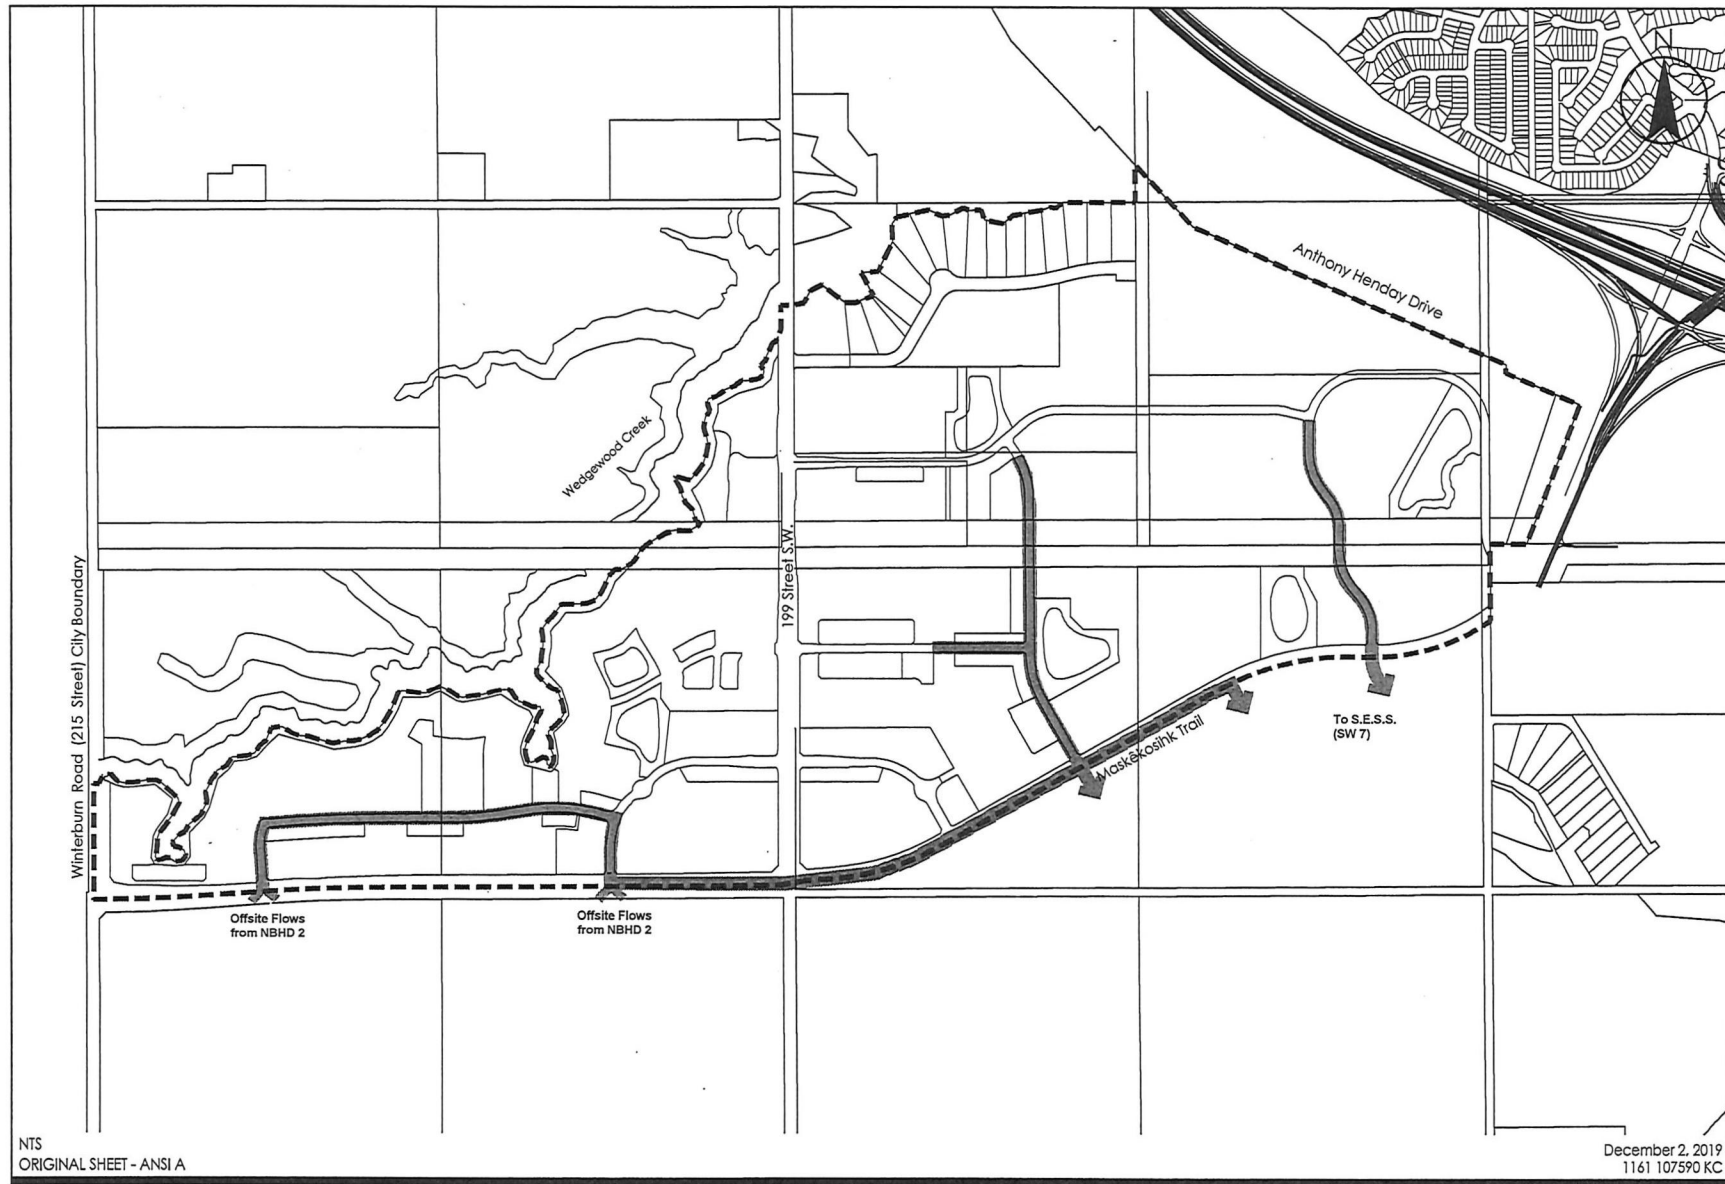 N
Anthony Henday Drive
Wedgewood Creek
199 Street S.W.
Winterburn Road (215 Street) City Boundary
To S.E.S.S.
(SW 7)
Maskêkosihk Trail
Offsite Flows
from NBHD 2
Offsite Flows
from NBHD 2
NTS
ORIGINAL SHEET - ANSI A
December 2, 2019
1161 107590 KC